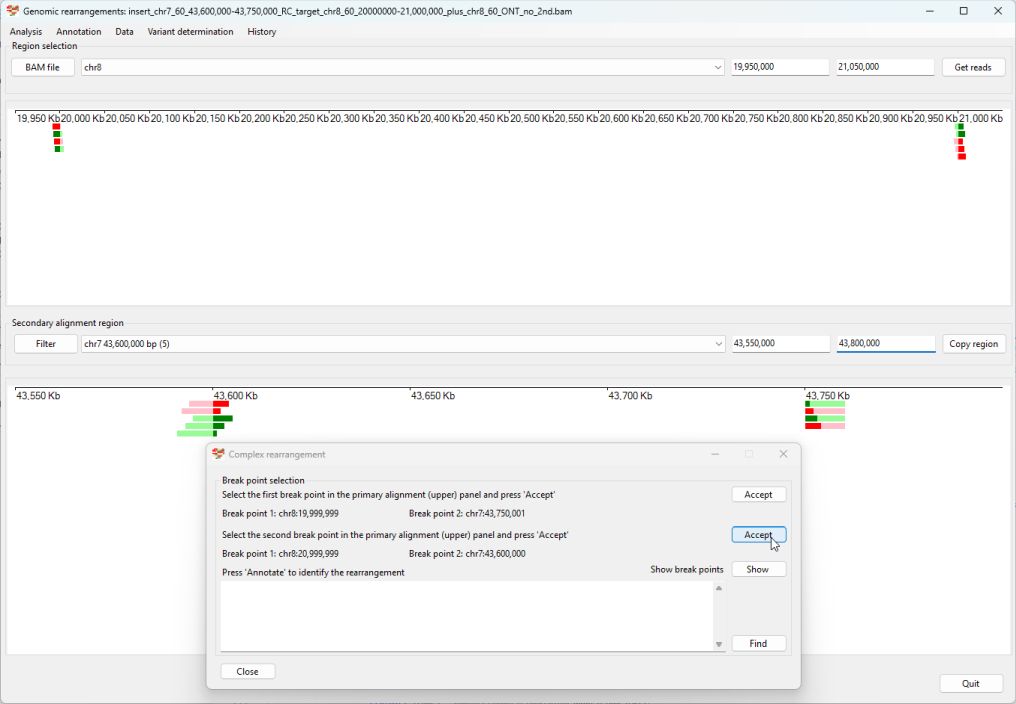 Genomic rearrangements: insert_chr7_60_43,600,000-43,750,000_RC_target_chr8_60_20000000-21,000,000_plus_chr8_60_ONT_no_2nd.bam
Analysis Annotation Data Variant determination History
Region selection
BAM file chr8 19,950,000 21,050,000 Get reads
19,950 Kb 20,000 Kb 20,050 Kb 20,100 Kb 20,150 Kb 20,200 Kb 20,250 Kb 20,300 Kb 20,350 Kb 20,400 Kb 20,450 Kb 20,500 Kb 20,550 Kb 20,600 Kb 20,650 Kb 20,700 Kb 20,750 Kb 20,800 Kb 20,850 Kb 20,900 Kb 20,950 Kb 21,000 Kb
Secondary alignment region
Filter chr7 43,600,000 bp (5) 43,550,000 43,800,000 Copy region
43,550 Kb 43,600 Kb 43,650 Kb 43,700 Kb 43,750 Kb
Complex rearrangement
Break point selection
Select the first break point in the primary alignment (upper) panel and press 'Accept' Accept
Break point 1: chr8:19,999,999 Break point 2: chr7:43,750,001
Select the second break point in the primary alignment (upper) panel and press 'Accept' Accept
Break point 1: chr8:20,999,999 Break point 2: chr7:43,600,000
Press 'Annotate' to identify the rearrangement Show break points Show
Find
Close
Quit